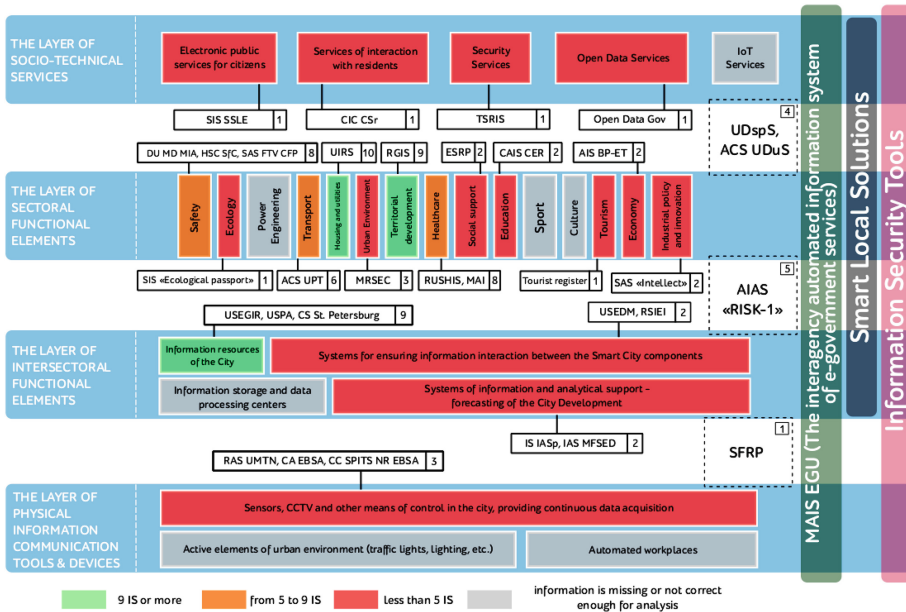 THE LAYER OF
SOCIO-TECHNICAL
SERVICES
Electronic public
services for citizens
Services of interaction
with residents
Security
Services
Open Data Services
IoT
Services
SIS SSLE 1
CIC CSr 1
TSRIS 1
Open Data Gov 1
4
UDspS,
ACS UDuS
DU MD MIA, HSC SfC, SAS FTV CFP 8
UIRS 10
RGIS 9
ESRP 2
CAIS CER 2
AIS BP-ET 2
THE LAYER OF
SECTORAL
FUNCTIONAL
ELEMENTS
Safety
Ecology
Power
Engineering
Transport
Housing and utilities
Urban Environment
Territorial
development
Healthcare
Social support
Education
Sport
Culture
Tourism
Economy
Industrial policy
and innovation
SIS «Ecological passport» 1
ACS UPT 6
MRSEC 3
RUSHIS, MAI 8
Tourist register 1
SAS «Intellect» 2
5
AIAS
«RISK-1»
USEGIR, USPA, CS St. Petersburg 9
USEDM, RSIEI 2
THE LAYER OF
INTERSECTORAL
FUNCTIONAL
ELEMENTS
Information resources
of the City
Systems for ensuring information interaction between the Smart City components
Information storage and data
processing centers
Systems of information and analytical support –
forecasting of the City Development
IS IASp, IAS MFSED 2
1
SFRP
RAS UMTN, CA EBSA, CC SPITS NR EBSA 3
THE LAYER OF
PHYSICAL
INFORMATION
COMMUNICATION
TOOLS & DEVICES
Sensors, CCTV and other means of control in the city, providing continuous data acquisition
Active elements of urban environment (traffic lights, lighting, etc.)
Automated workplaces
MAIS EGU (The interagency automated information system
of e-government services)
Smart Local Solutions
Information Security Tools
9 IS or more
from 5 to 9 IS
less than 5 IS
information is missing or not correct
enough for analysis